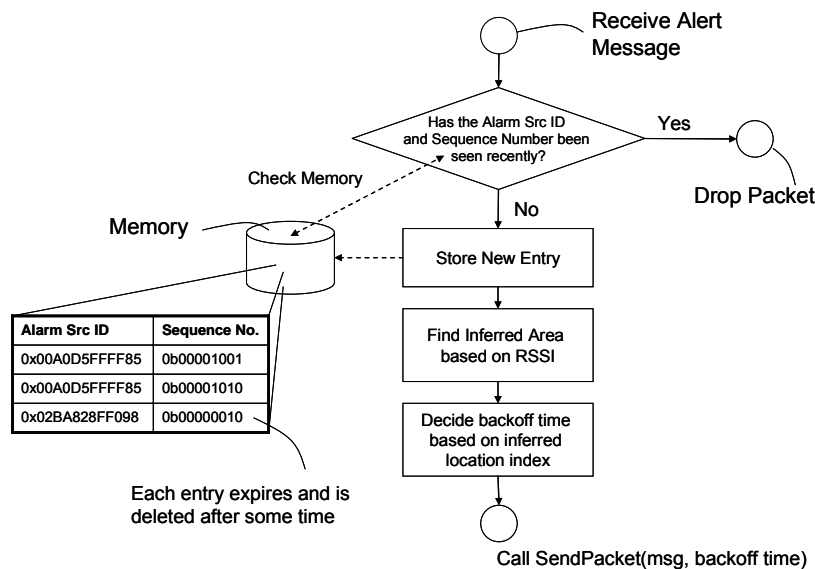 Receive Alert
Message
Has the Alarm Src ID
and Sequence Number been
seen recently?
Yes
Drop Packet
Check Memory
No
Memory
Store New Entry
Alarm Src ID Sequence No.
0x00A0D5FFFF85 0b00001001
0x00A0D5FFFF85 0b00001010
0x02BA828FF098 0b00000010
Find Inferred Area
based on RSSI
Decide backoff time
based on inferred
location index
Each entry expires and is
deleted after some time
Call SendPacket(msg, backoff time)